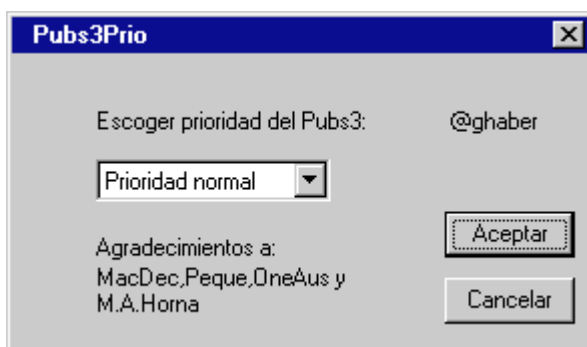 Pubs3Prio
Escoger prioridad del Pubs3:
@ghaber
Prioridad normal
Aceptar
Agradecimientos a:
MacDec,Peque,OneAus y
M.A.Horna
Cancelar